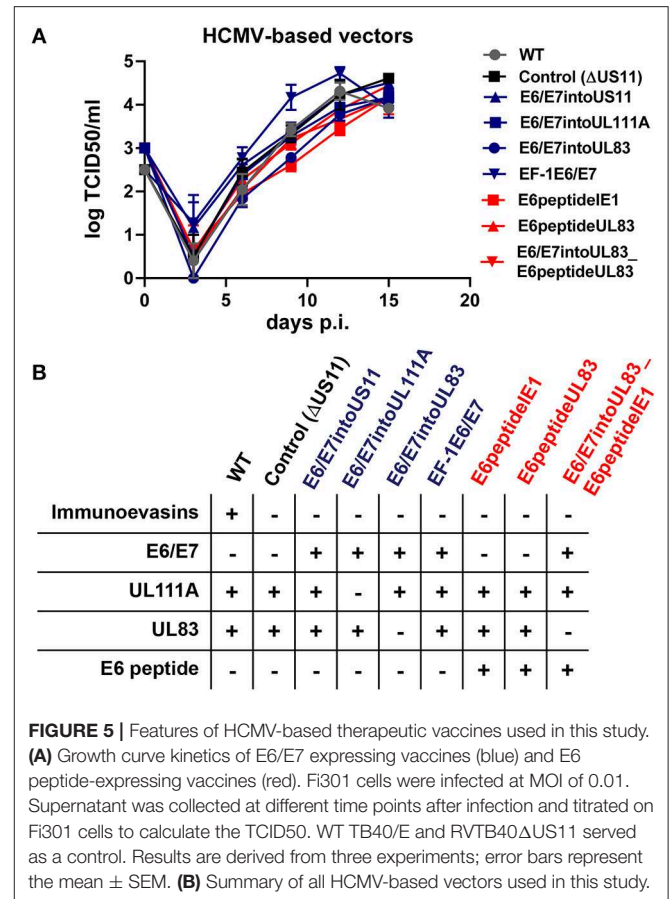 A
HCMV-based vectors
log TCID50/ml
5
4
3
2
1
0
0 5 10 15 20
days p.i.
WT
Control (ΔUS11)
E6/E7intoUS11
E6/E7intoUL111A
E6/E7intoUL83
EF-1E6/E7
E6peptideIE1
E6peptideUL83
E6/E7intoUL83_
E6peptideUL83
B
WT
Control (ΔUS11)
E6/E7intoUS11
E6/E7intoUL111A
E6/E7intoUL83
EF-1E6/E7
E6peptideIE1
E6peptideUL83
E6/E7intoUL83_
E6peptideIE1
Immunoevasins + - - - - - - - -
E6/E7 - - + + + + - - +
UL111A + + + - + + + + +
UL83 + + + + - + + + -
E6 peptide - - - - - - + + +
FIGURE 5 | Features of HCMV-based therapeutic vaccines used in this study.
(A) Growth curve kinetics of E6/E7 expressing vaccines (blue) and E6
peptide-expressing vaccines (red). Fi301 cells were infected at MOI of 0.01.
Supernatant was collected at different time points after infection and titrated on
Fi301 cells to calculate the TCID50. WT TB40/E and RVTB40ΔUS11 served
as a control. Results are derived from three experiments; error bars represent
the mean ± SEM. (B) Summary of all HCMV-based vectors used in this study.